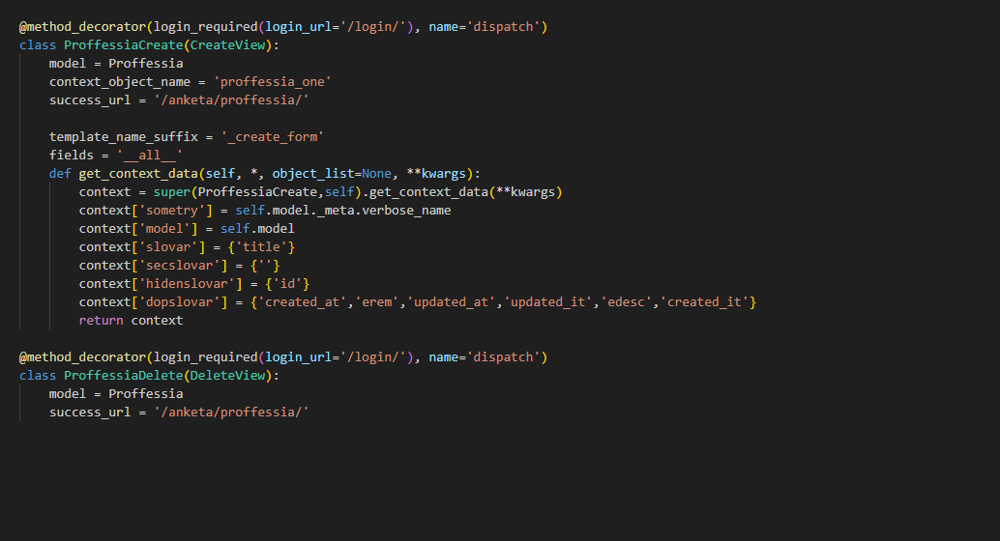 @method_decorator(login_required(login_url='/login/'), name='dispatch')
class ProffessiaCreate(CreateView):
    model = Proffessia
    context_object_name = 'proffessia_one'
    success_url = '/anketa/proffessia/'
    template_name_suffix = '_create_form'
    fields = '__all__'
    def get_context_data(self, *, object_list=None, **kwargs):
        context = super(ProffessiaCreate,self).get_context_data(**kwargs)
        context['sometry'] = self.model._meta.verbose_name
        context['model'] = self.model
        context['slovar'] = {'title'}
        context['secslovar'] = {''}
        context['hidenslovar'] = {'id'}
        context['dopslovar'] = {'created_at','erem','updated_at','updated_it','edesc','created_it'}
        return context
@method_decorator(login_required(login_url='/login/'), name='dispatch')
class ProffessiaDelete(DeleteView):
    model = Proffessia
    success_url = '/anketa/proffessia/'